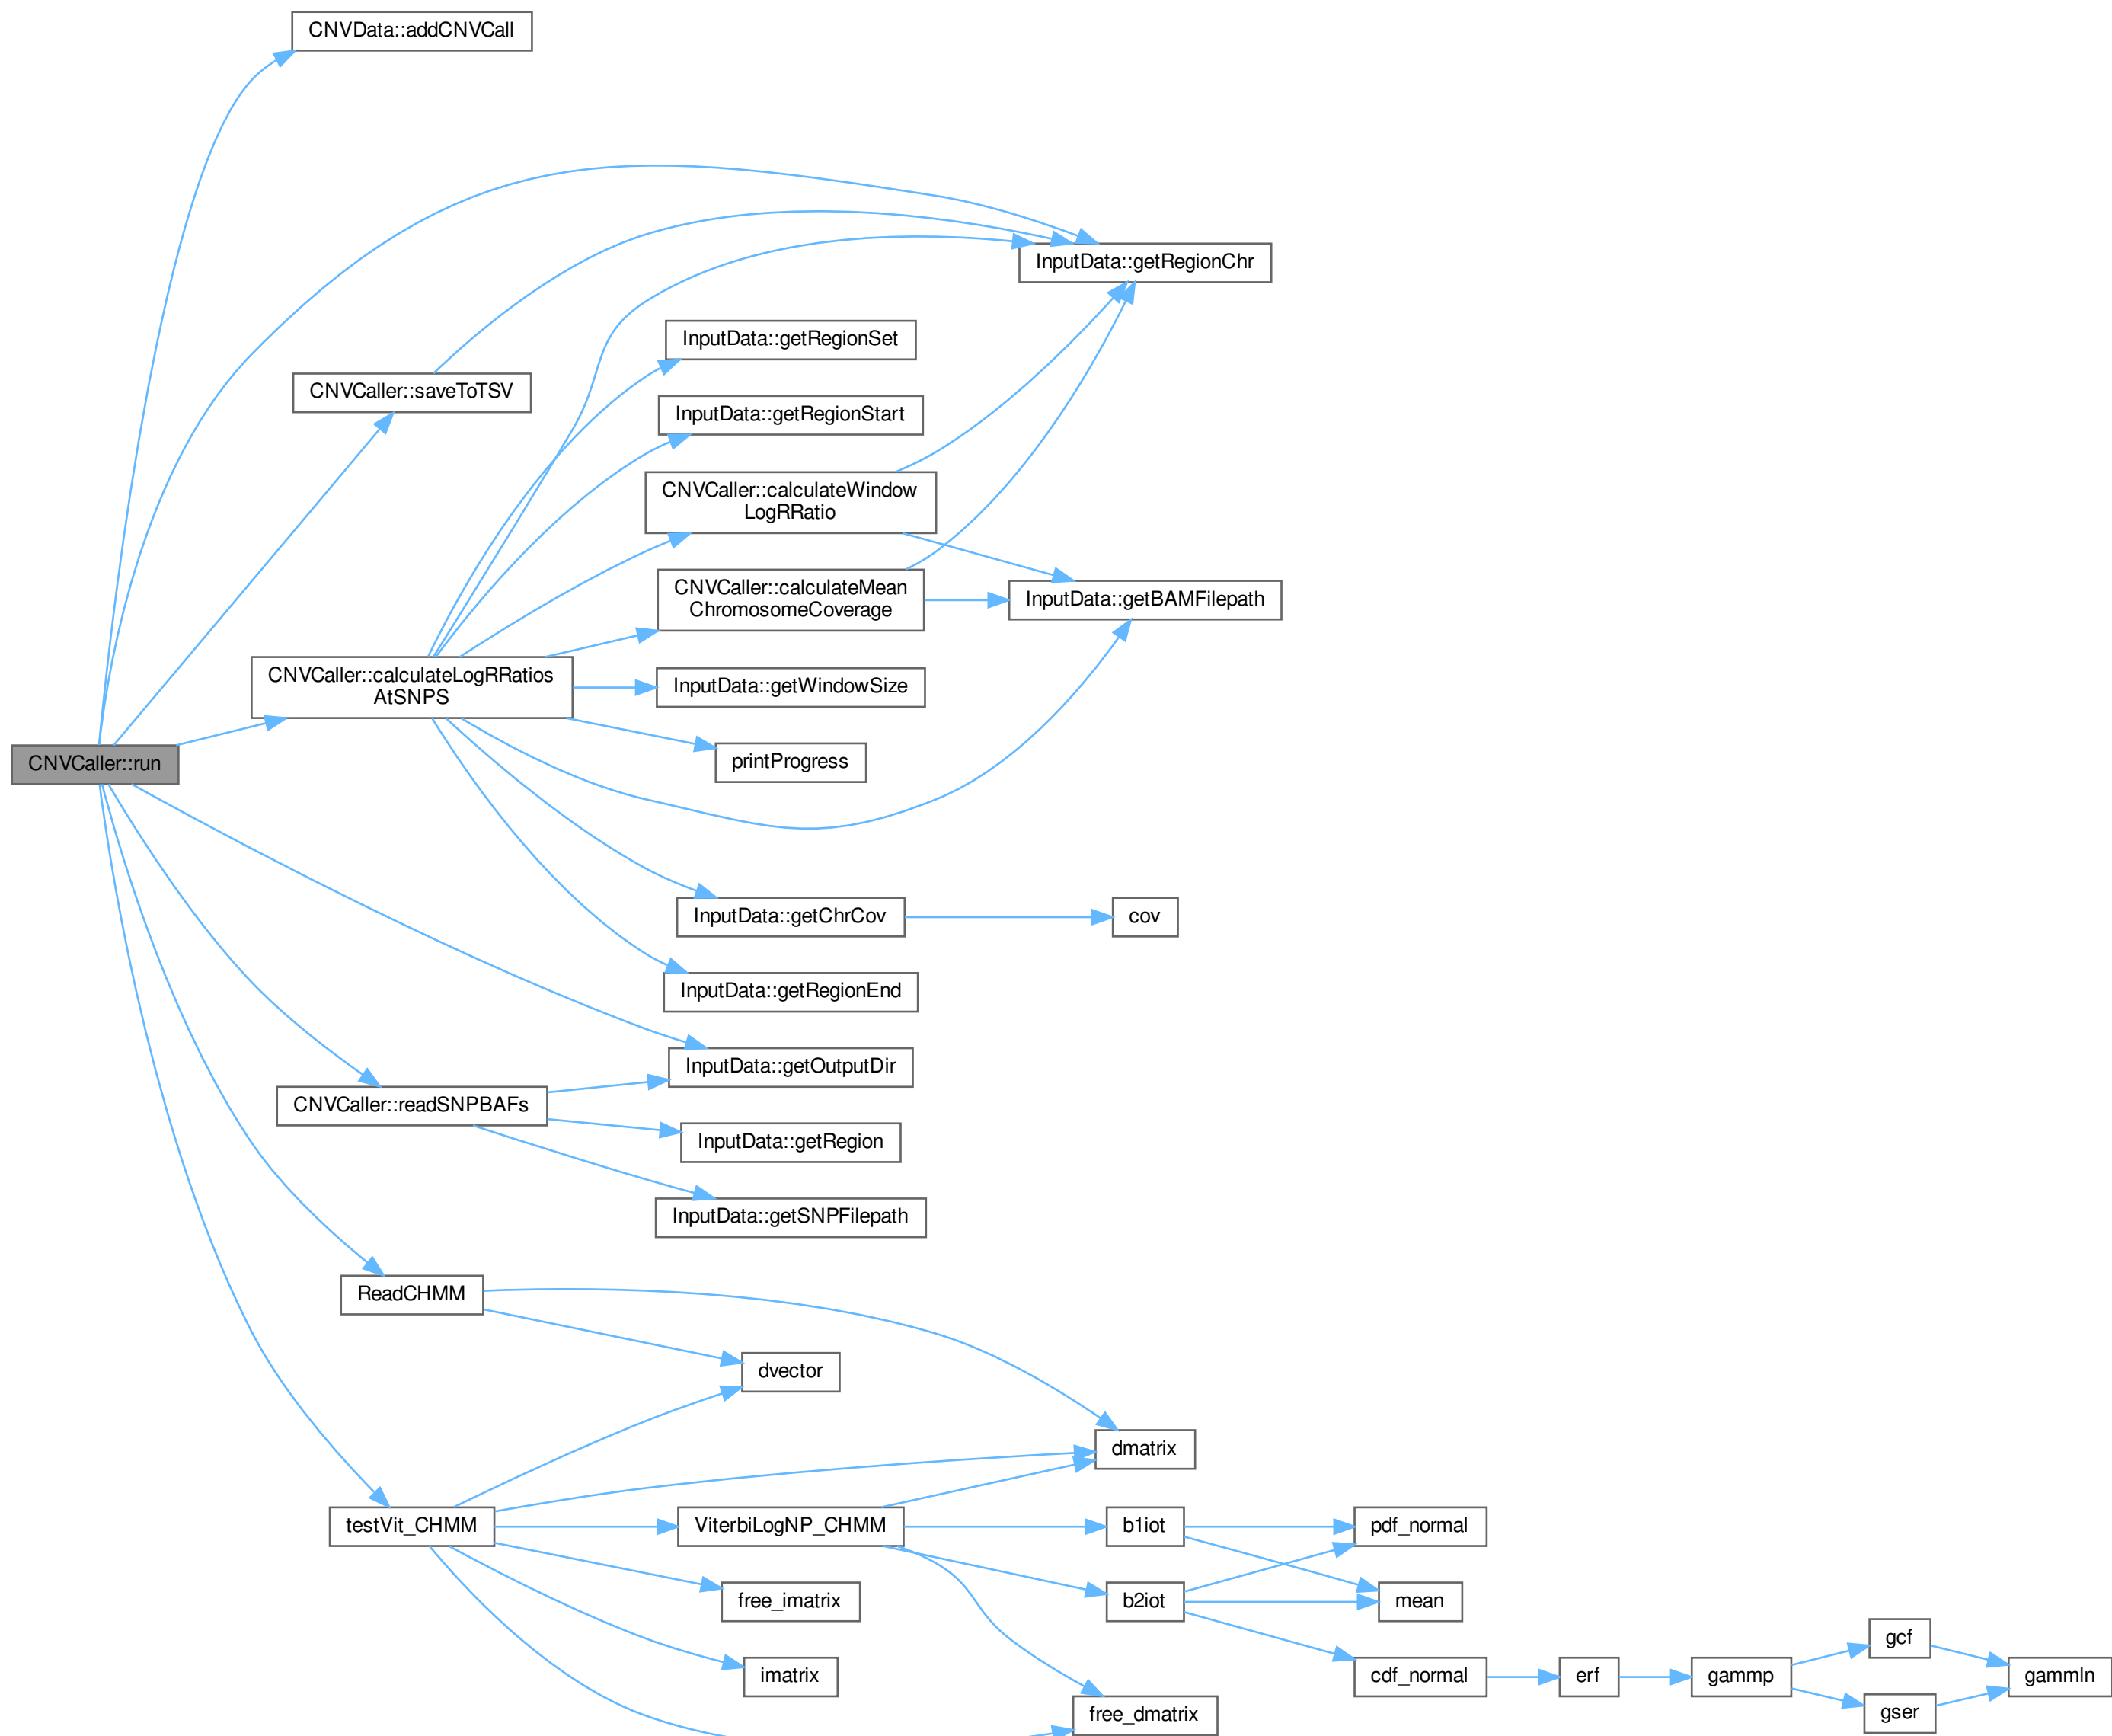 CNVData::addCNVCall
InputData::getRegionChr
InputData::getRegionSet
CNVCaller::saveToTSV
InputData::getRegionStart
CNVCaller::calculateWindow
LogRRatio
CNVCaller::calculateMean
ChromosomeCoverage
InputData::getBAMFilepath
CNVCaller::calculateLogRRatios
AtSNPS
InputData::getWindowSize
CNVCaller::run
printProgress
InputData::getChrCov
cov
InputData::getRegionEnd
InputData::getOutputDir
CNVCaller::readSNPBAFs
InputData::getRegion
InputData::getSNPFilepath
ReadCHMM
dvector
dmatrix
testVit_CHMM
ViterbiLogNP_CHMM
b1iot
pdf_normal
free_imatrix
b2iot
mean
gcf
imatrix
cdf_normal
erf
gammp
gammln
free_dmatrix
gser